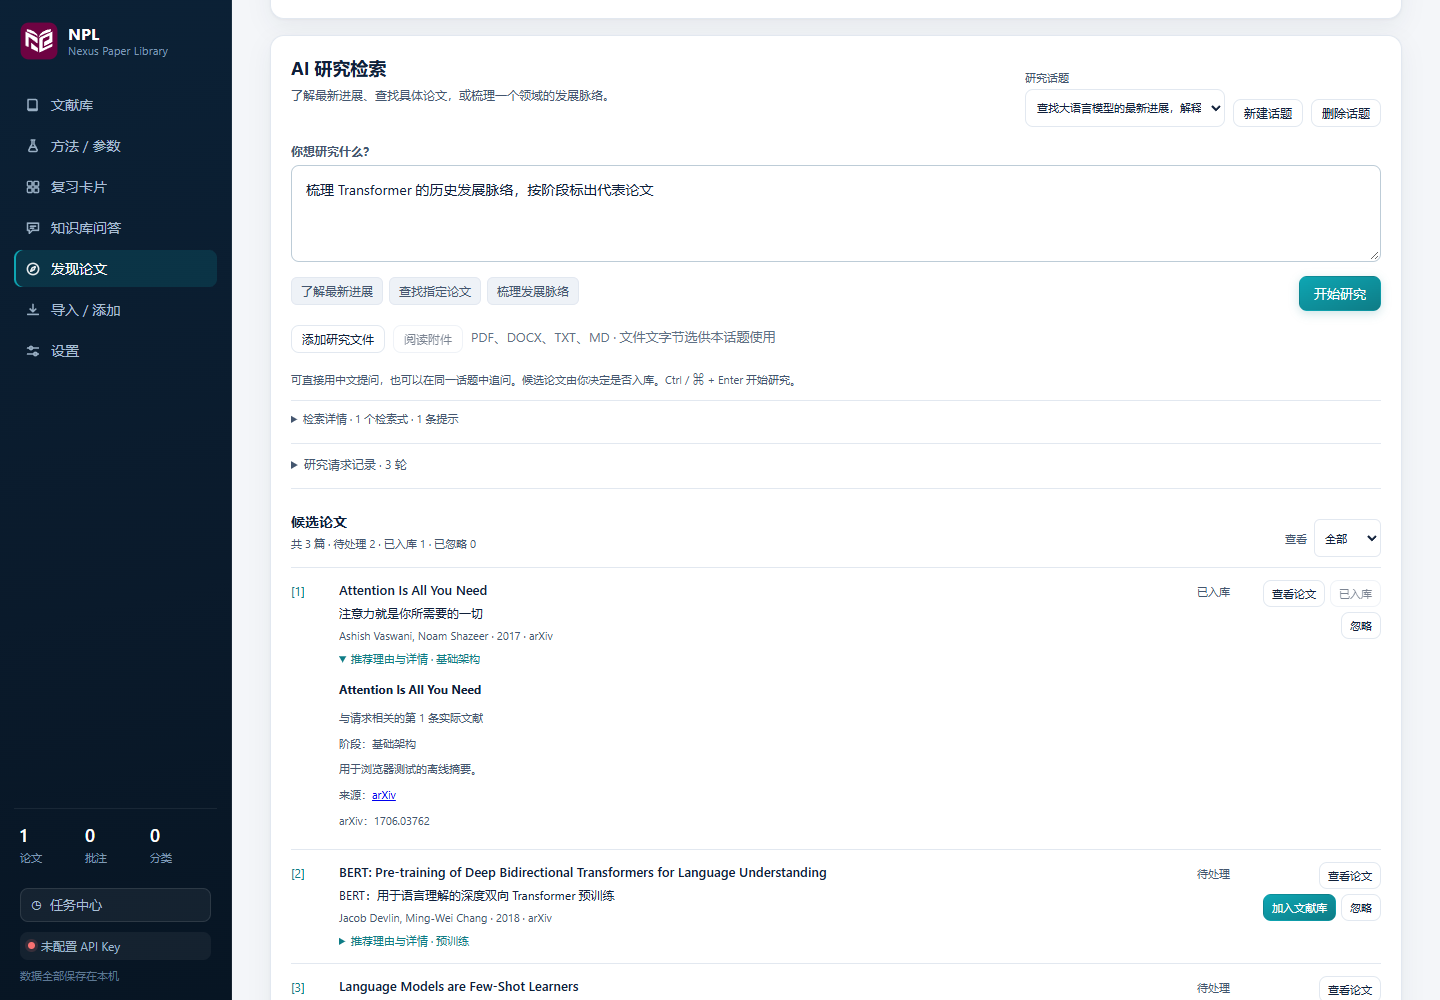 NPL
Nexus Paper Library
文献库
方法 / 参数
复习卡片
知识库问答
发现论文
导入 / 添加
设置
1
0
0
论文
批注
分类
任务中心
未配置 API Key
数据全部保存在本机
AI 研究检索
了解最新进展、查找具体论文，或梳理一个领域的发展脉络。
研究话题
查找大语言模型的最新进展，解释
新建话题
删除话题
你想研究什么？
梳理 Transformer 的历史发展脉络，按阶段标出代表论文
了解最新进展
查找指定论文
梳理发展脉络
开始研究
添加研究文件
阅读附件
PDF、DOCX、TXT、MD · 文件文字节选供本话题使用
可直接用中文提问，也可以在同一话题中追问。候选论文由你决定是否入库。Ctrl / ⌘ + Enter 开始研究。
检索详情 · 1 个检索式 · 1 条提示
研究请求记录 · 3 轮
候选论文
共 3 篇 · 待处理 2 · 已入库 1 · 已忽略 0
查看
全部
[1]
Attention Is All You Need
注意力就是你所需要的一切
Ashish Vaswani, Noam Shazeer · 2017 · arXiv
推荐理由与详情 · 基础架构
已入库
查看论文
已入库
忽略
Attention Is All You Need
与请求相关的第 1 条实际文献
阶段：基础架构
用于浏览器测试的离线摘要。
来源：arXiv
arXiv：1706.03762
[2]
BERT: Pre-training of Deep Bidirectional Transformers for Language Understanding
BERT：用于语言理解的深度双向 Transformer 预训练
Jacob Devlin, Ming-Wei Chang · 2018 · arXiv
推荐理由与详情 · 预训练
待处理
查看论文
加入文献库
忽略
[3]
Language Models are Few-Shot Learners
待处理
查看论文